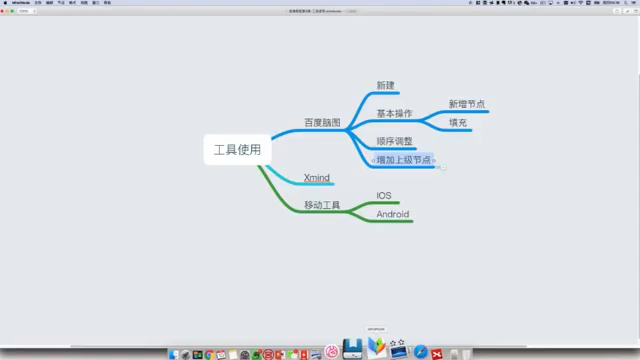 工具使用
百度脑图
新建
基本操作
新增节点
填充
顺序调整
增加上级节点
Xmind
移动工具
IOS
Android